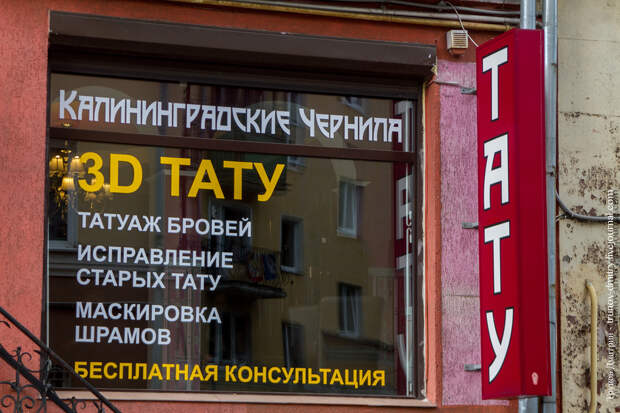 Калининградские Чернила
3D ТАТУ
ТАТУАЖ БРОВЕЙ
ИСПРАВЛЕНИЕ
СТАРЫХ ТАТУ
МАСКИРОВКА
ШРАМОВ
БЕСПЛАТНАЯ КОНСУЛЬТАЦИЯ
ТАТУ